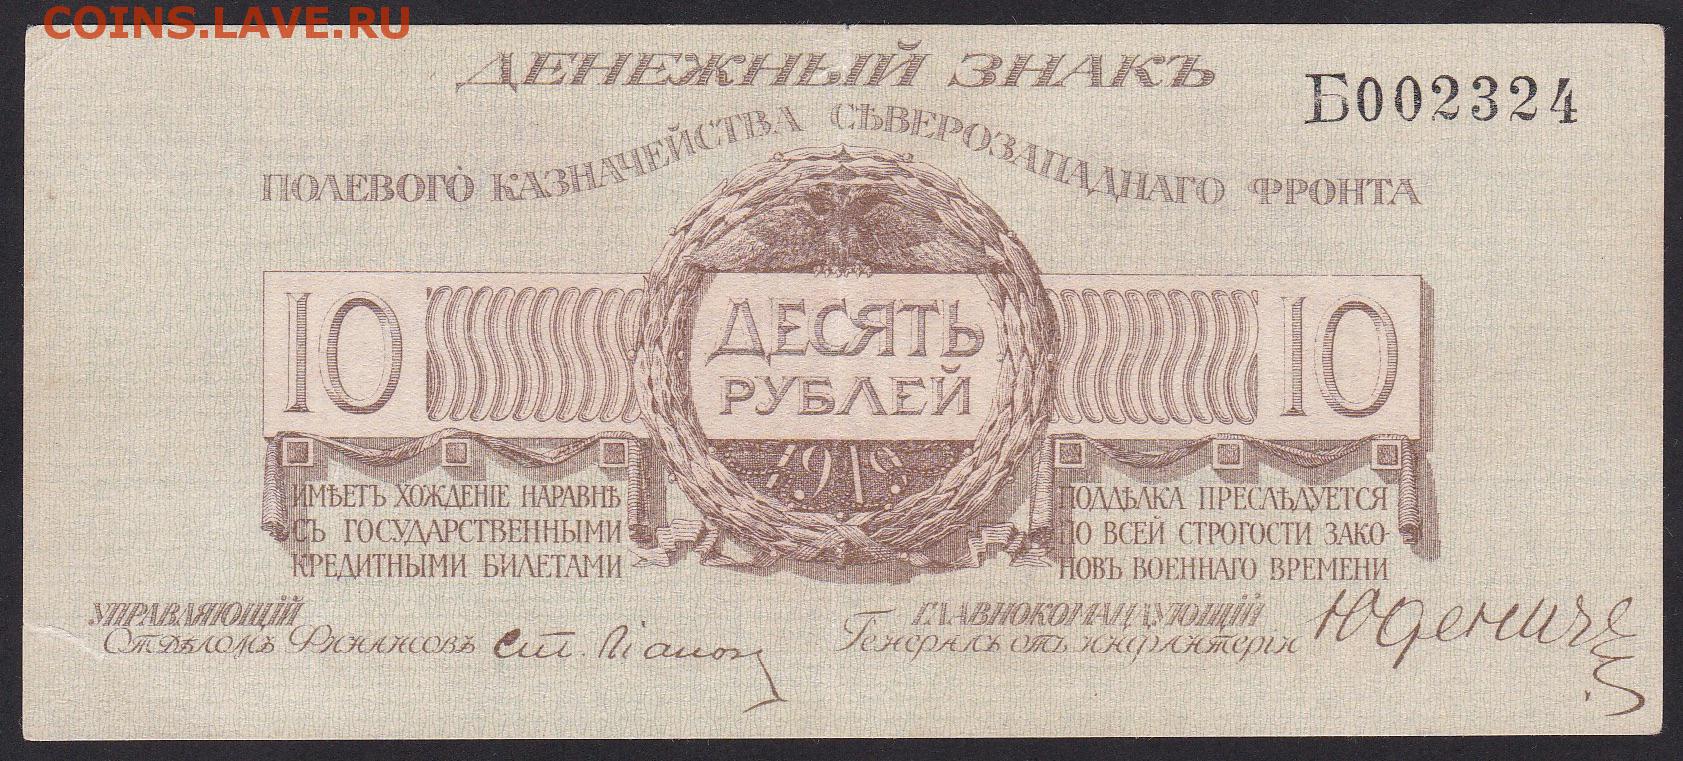 COINS.LAVE.RU
ДЕНЕЖНЫЙ ЗНАКЪ
Б002324
ПОЛЕВОГО КАЗНАЧЕЙСТВА СѢВЕРОЗАПАДНАГО ФРОНТА
10 ДЕСЯТЬ 10
РУБЛЕЙ
1919
ИМѢЕТЪ ХОЖДЕНІЕ НАРАВНѢ
СЪ ГОСУДАРСТВЕННЫМИ
КРЕДИТНЫМИ БИЛЕТАМИ
ПОДДѢЛКА ПРЕСЛѢДУЕТСЯ
ПО ВСЕЙ СТРОГОСТИ ЗАКО-
НОВЪ ВОЕННАГО ВРЕМЕНИ
УПРАВЛЯЮЩІЙ
Отдѣломъ Финансовъ
ГЛАВНОКОМАНДУЮЩІЙ
Генералъ отъ инфантеріи Юденичъ